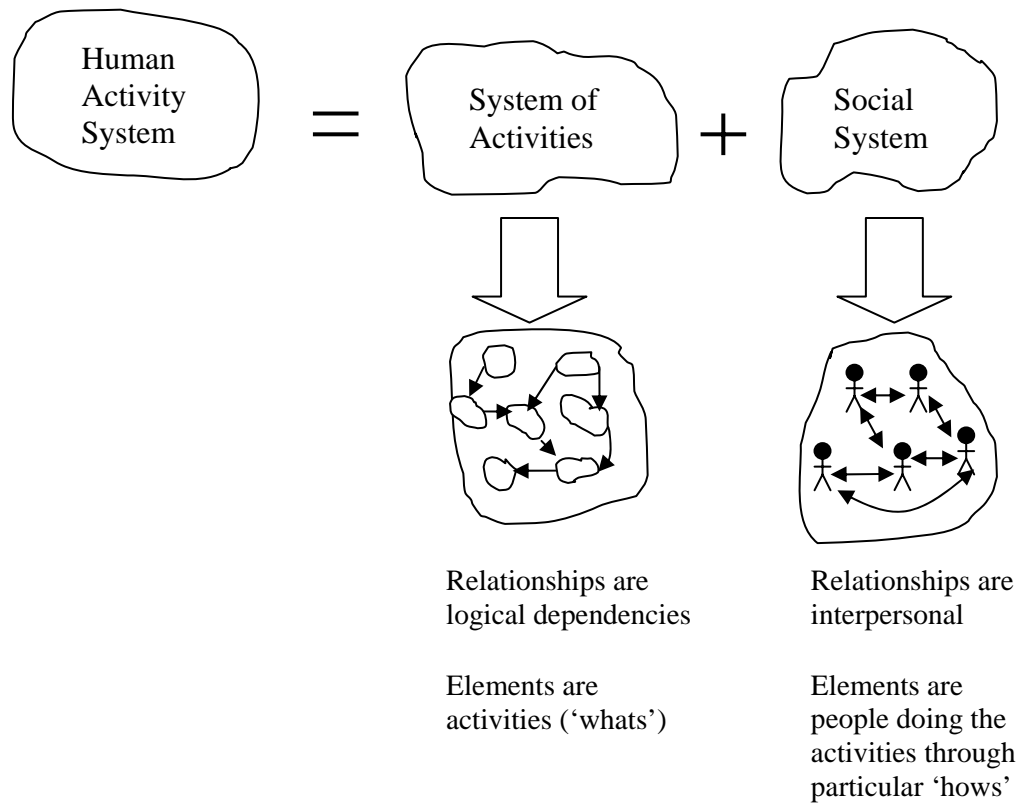 Human
Activity
System
=
System of
Activities
+
Social
System
Relationships are
logical dependencies
Elements are
activities (‘whats’)
Relationships are
interpersonal
Elements are
people doing the
activities through
particular ‘hows’